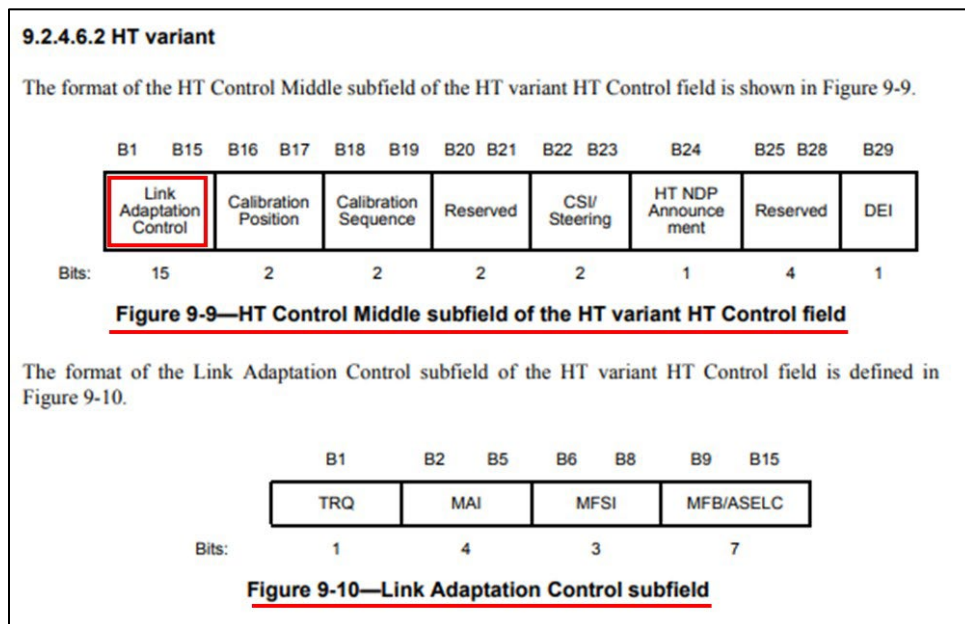 9.2.4.6.2 HT variant
The format of the HT Control Middle subfield of the HT variant HT Control field is shown in Figure 9-9.
B1 B15 B16 B17 B18 B19 B20 B21 B22 B23 B24 B25 B28 B29
Link Adaptation Control Calibration Position Calibration Sequence Reserved CSI/ Steering HT NDP Announce ment Reserved DEI
Bits: 15 2 2 2 2 1 4 1
Figure 9-9—HT Control Middle subfield of the HT variant HT Control field
The format of the Link Adaptation Control subfield of the HT variant HT Control field is defined in
Figure 9-10.
B1 B2 B5 B6 B8 B9 B15
TRQ MAI MFSI MFB/ASELC
Bits: 1 4 3 7
Figure 9-10—Link Adaptation Control subfield